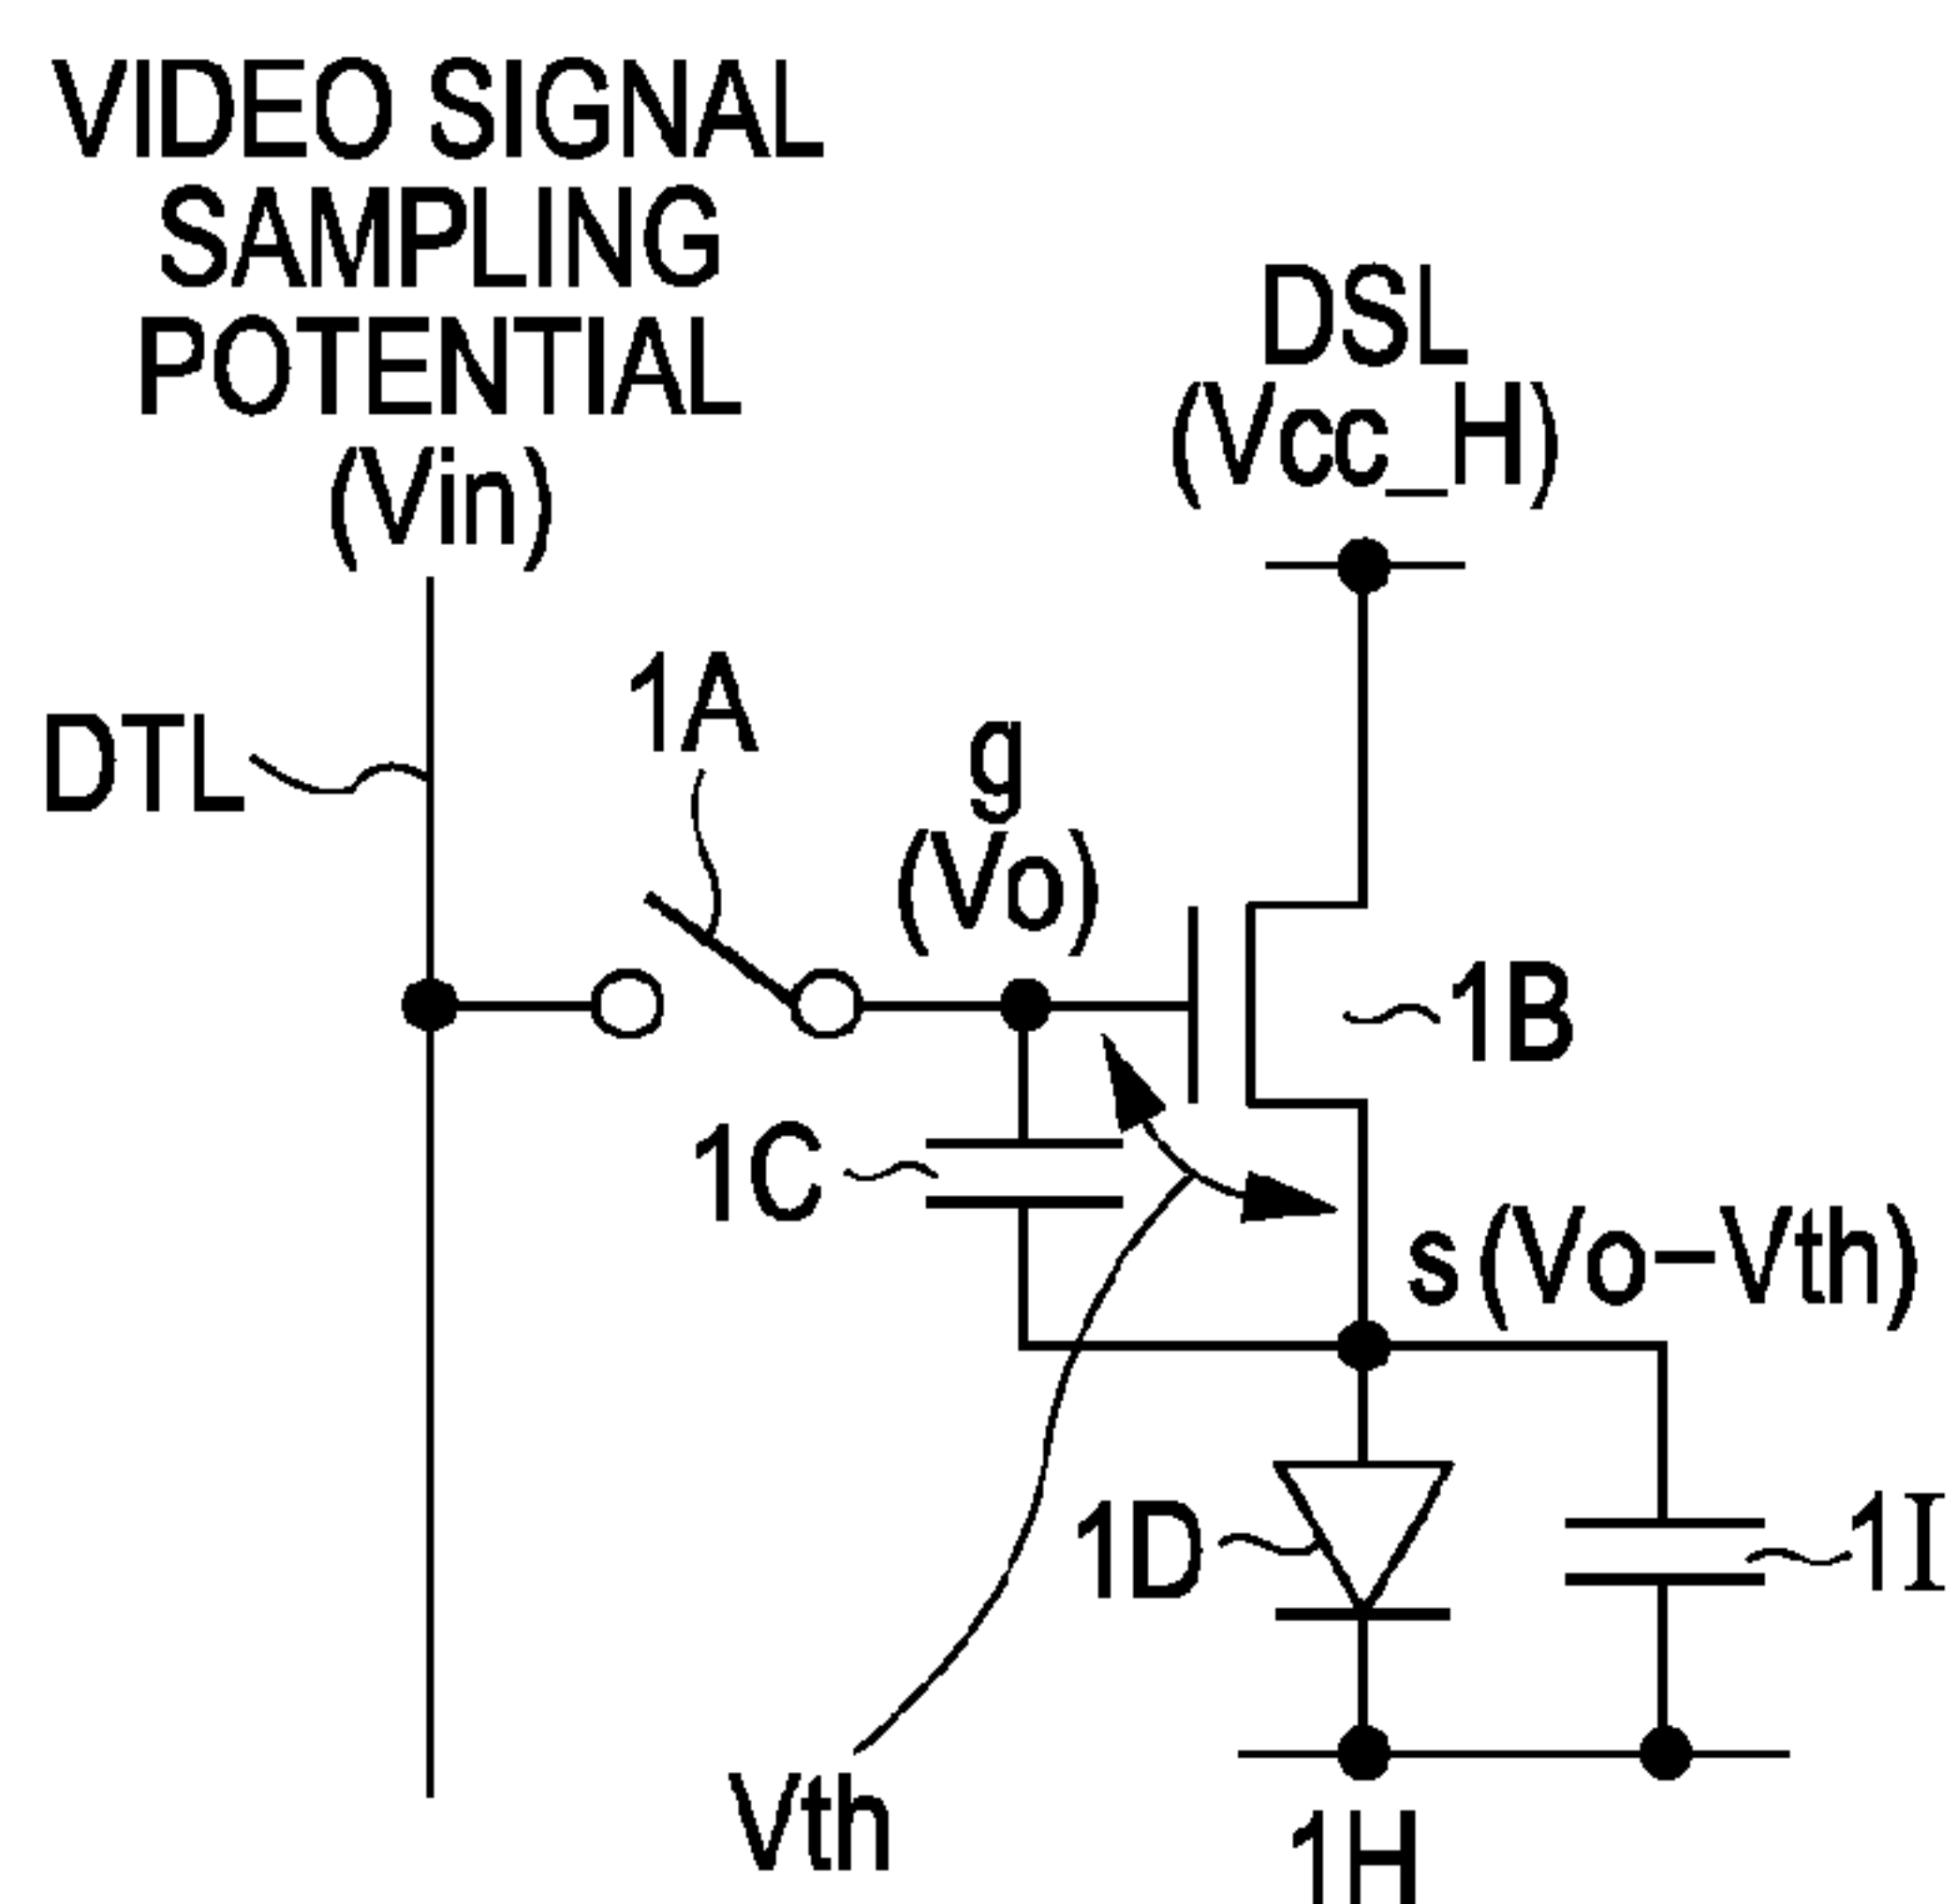 VIDEO SIGNAL
SAMPLING
POTENTIAL
(Vin)
DSL
(Vcc_H)
DTL
1A
g
(Vo)
1B
1C
s(Vo−Vth)
1D
1I
Vth
1H